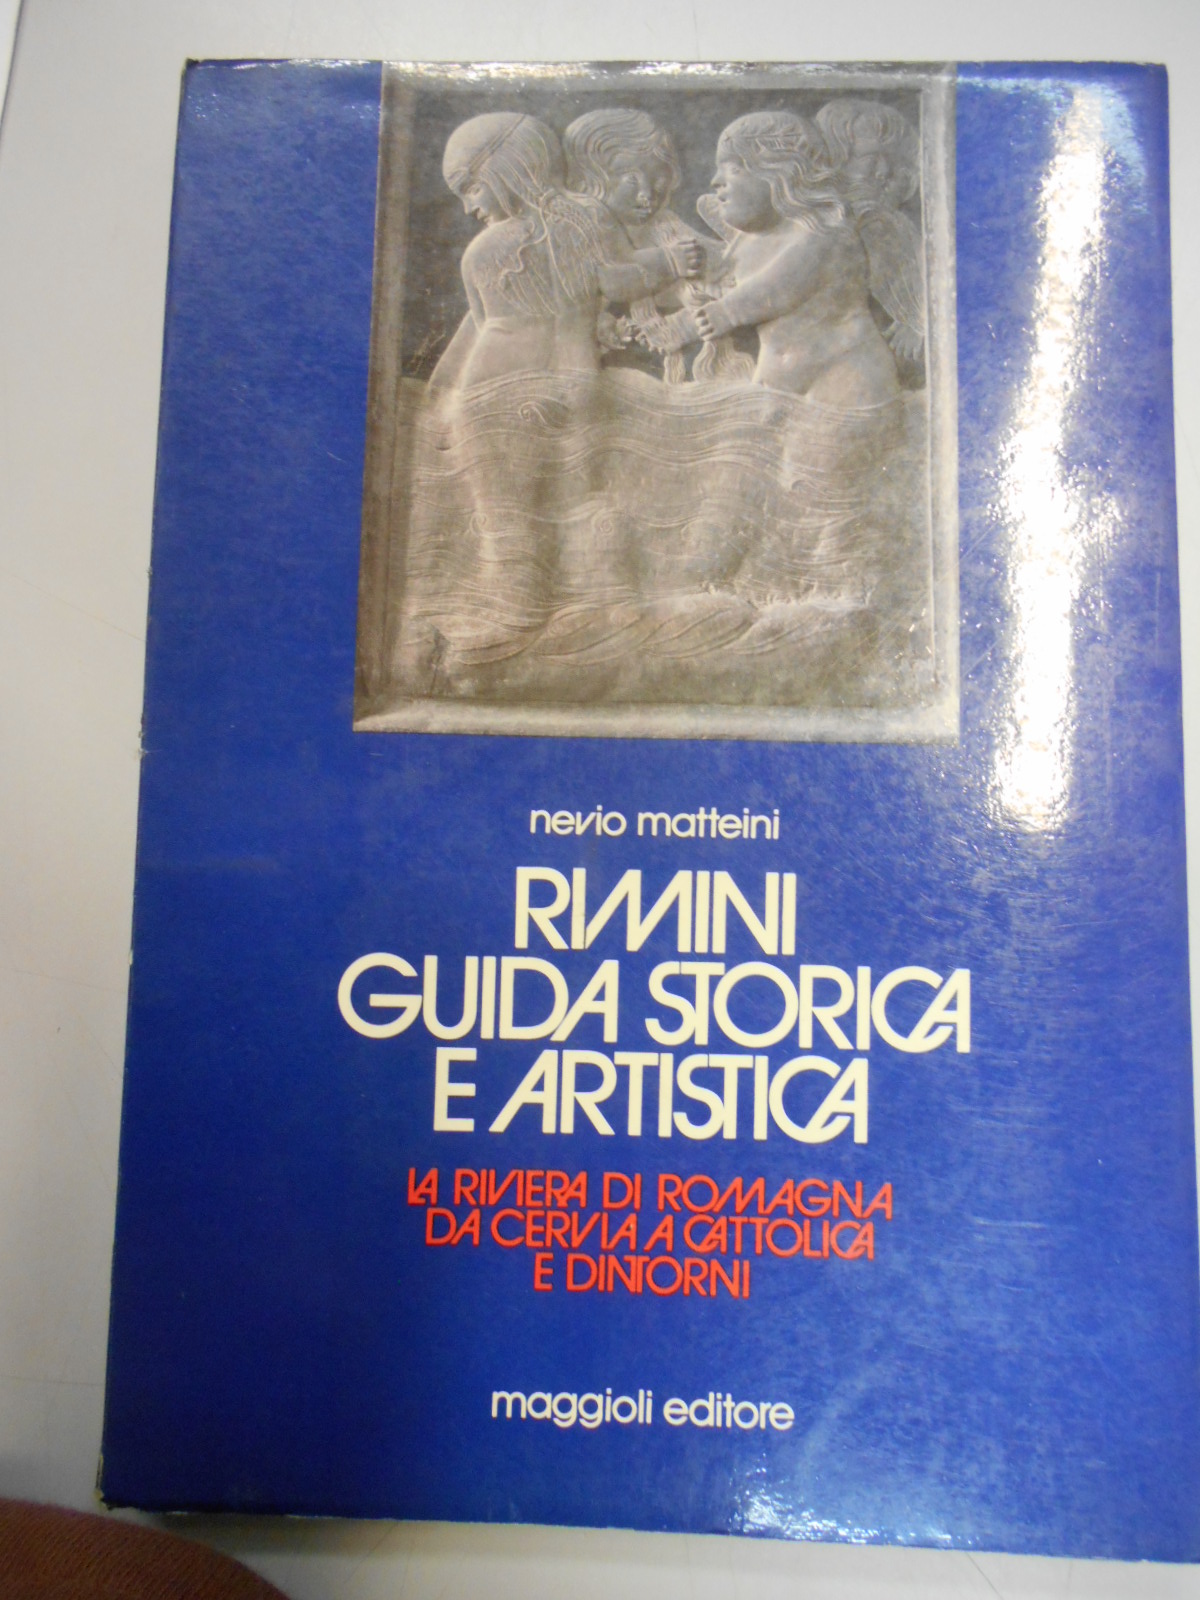 nevio matteini
RIMINI
GUIDA STORICA
E ARTISTICA
LA RIVIERA DI ROMAGNA
DA CERVIA A CATTOLICA
E DINTORNI
maggioli editore